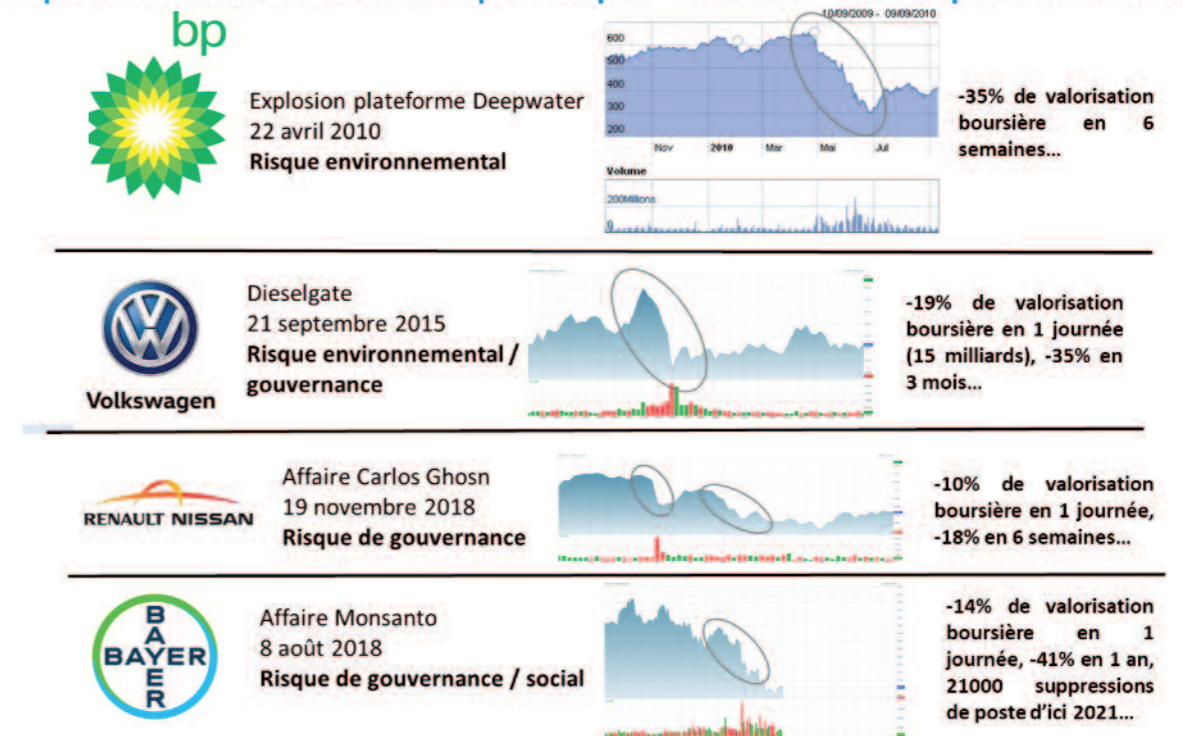 bp
Explosion plateforme Deepwater
22 avril 2010
Risque environnemental
10/09/2009 - 09/09/2010
600
500
400
300
200
Nov 2010 Mar Mai Jul
Volume
200Millions
0
-35% de valorisation
boursière en 6
semaines...
Volkswagen
Dieselgate
21 septembre 2015
Risque environnemental /
gouvernance
-19% de valorisation
boursière en 1 journée
(15 milliards), -35% en
3 mois...
RENAULT NISSAN
Affaire Carlos Ghosn
19 novembre 2018
Risque de gouvernance
-10% de valorisation
boursière en 1 journée,
-18% en 6 semaines...
BAYER
BAYER
Affaire Monsanto
8 août 2018
Risque de gouvernance / social
-14% de valorisation
boursière en 1
journée, -41% en 1 an,
21000 suppressions
de poste d'ici 2021...